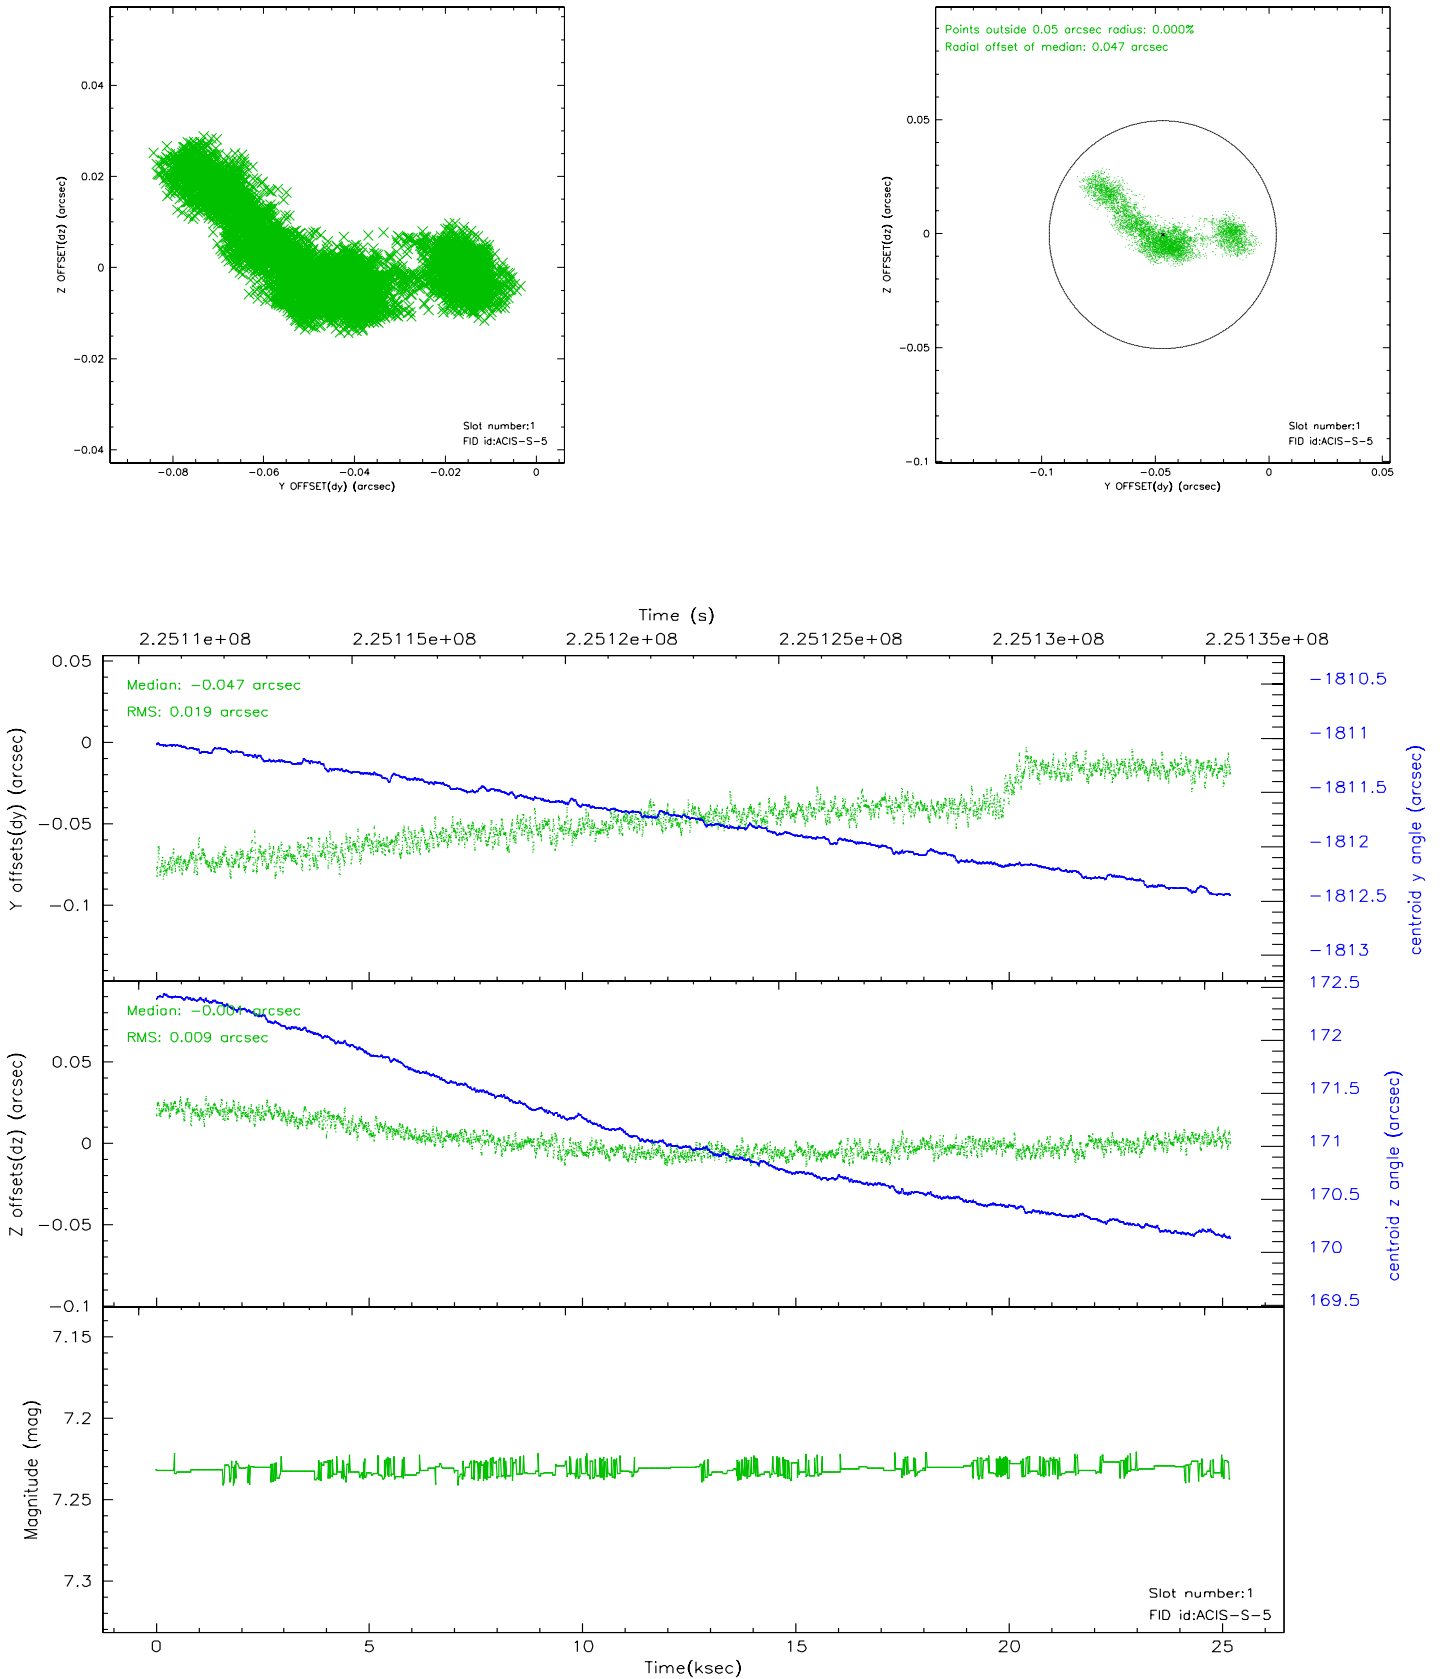 0.04
0.02
0
−0.02
−0.04
Z OFFSET(dz) (arcsec)
−0.08
−0.06
−0.04
−0.02
0
Y OFFSET(dy) (arcsec)
Slot number:1
FID id:ACIS−S−5
Points outside 0.05 arcsec radius: 0.000%
Radial offset of median: 0.047 arcsec
0.05
0
−0.05
−0.1
Z OFFSET(dz) (arcsec)
−0.1
−0.05
0
0.05
Y OFFSET(dy) (arcsec)
Slot number:1
FID id:ACIS−S−5
Time (s)
2.2511e+08
2.25115e+08
2.2512e+08
2.25125e+08
2.2513e+08
2.25135e+08
0.05
0
−0.05
−0.1
Y offsets(dy) (arcsec)
Median: −0.047 arcsec
RMS: 0.019 arcsec
−1810.5
−1811
−1811.5
−1812
−1812.5
−1813
centroid y angle (arcsec)
0.05
0
−0.05
−0.1
Z offsets(dz) (arcsec)
Median: −0.001 arcsec
RMS: 0.009 arcsec
172.5
172
171.5
171
170.5
170
169.5
centroid z angle (arcsec)
7.15
7.2
7.25
7.3
Magnitude (mag)
Slot number:1
FID id:ACIS−S−5
0
5
10
15
20
25
Time(ksec)